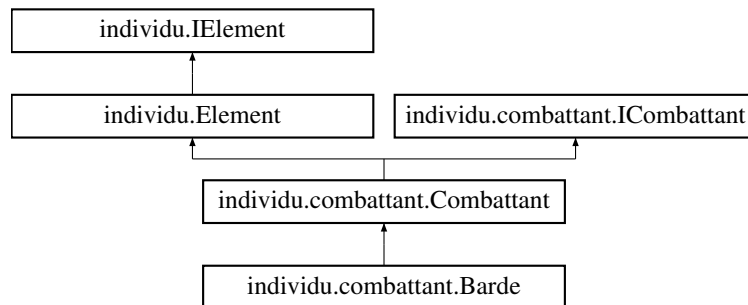 individu.IElement
individu.Element
individu.combattant.ICombattant
individu.combattant.Combattant
individu.combattant.Barde